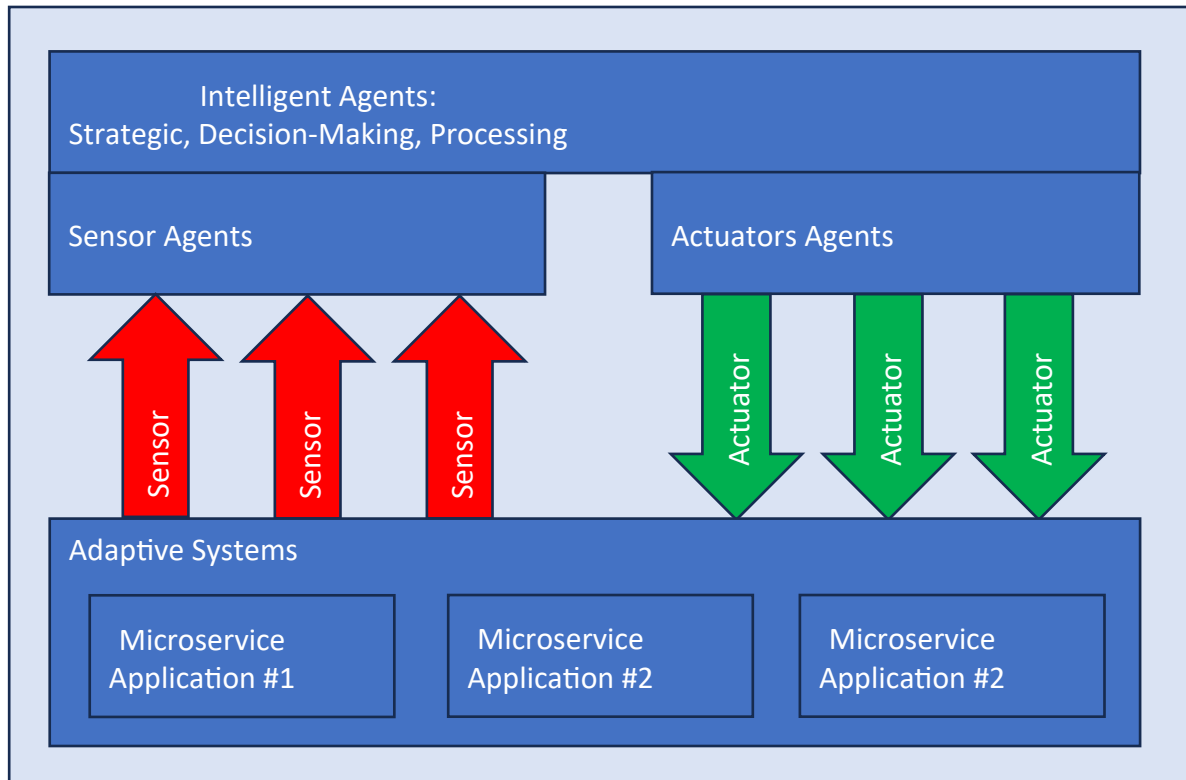 Intelligent Agents:
Strategic, Decision-Making, Processing
Sensor Agents
Actuators Agents
Sensor
Sensor
Sensor
Actuator
Actuator
Actuator
Adaptive Systems
Microservice
Application #1
Microservice
Application #2
Microservice
Application #2